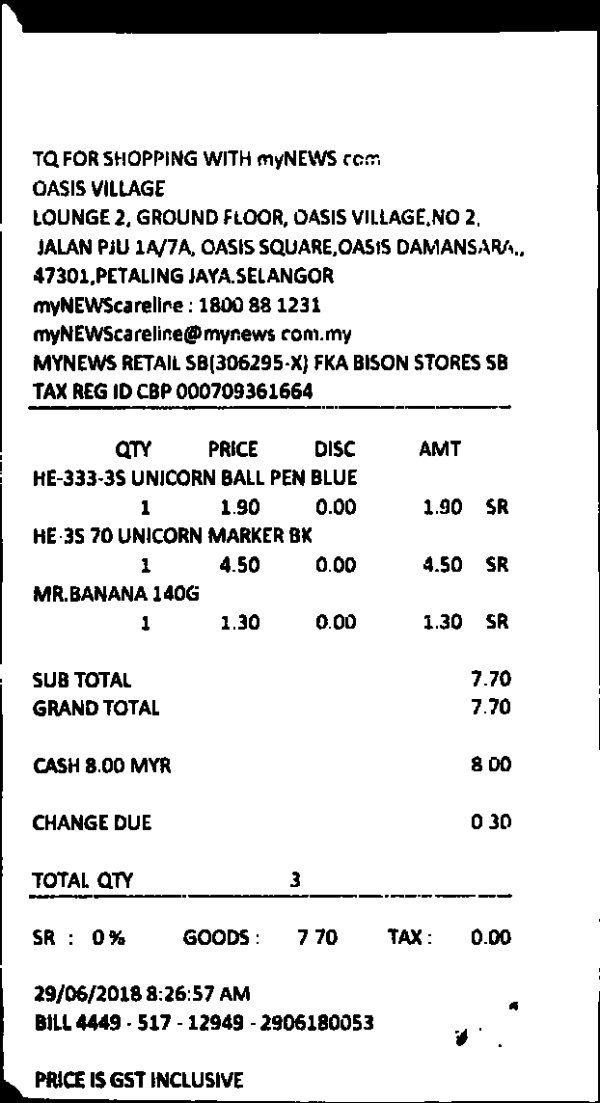 TQ FOR SHOPPING WITH myNEWS com
OASIS VILLAGE
LOUNGE 2, GROUND FLOOR, OASIS VILLAGE,NO 2,
JALAN PJU 1A/7A, OASIS SQUARE,OASIS DAMANSARA,,
47301,PETALING JAYA.SELANGOR
myNEWScareline : 1800 88 1231
myNEWScareline@mynews com.my
MYNEWS RETAIL SB(306295-X) FKA BISON STORES SB
TAX REG ID CBP 000709361664
QTY PRICE DISC AMT
HE-333-3S UNICORN BALL PEN BLUE
1 1.90 0.00 1.90 SR
HE-3S 70 UNICORN MARKER BK
1 4.50 0.00 4.50 SR
MR.BANANA 140G
1 1.30 0.00 1.30 SR
SUB TOTAL 7.70
GRAND TOTAL 7.70
CASH 8.00 MYR 8 00
CHANGE DUE 0 30
TOTAL QTY 3
SR : 0% GOODS : 7 70 TAX : 0.00
29/06/2018 8:26:57 AM
BILL 4449 - 517 - 12949 - 2906180053
PRICE IS GST INCLUSIVE